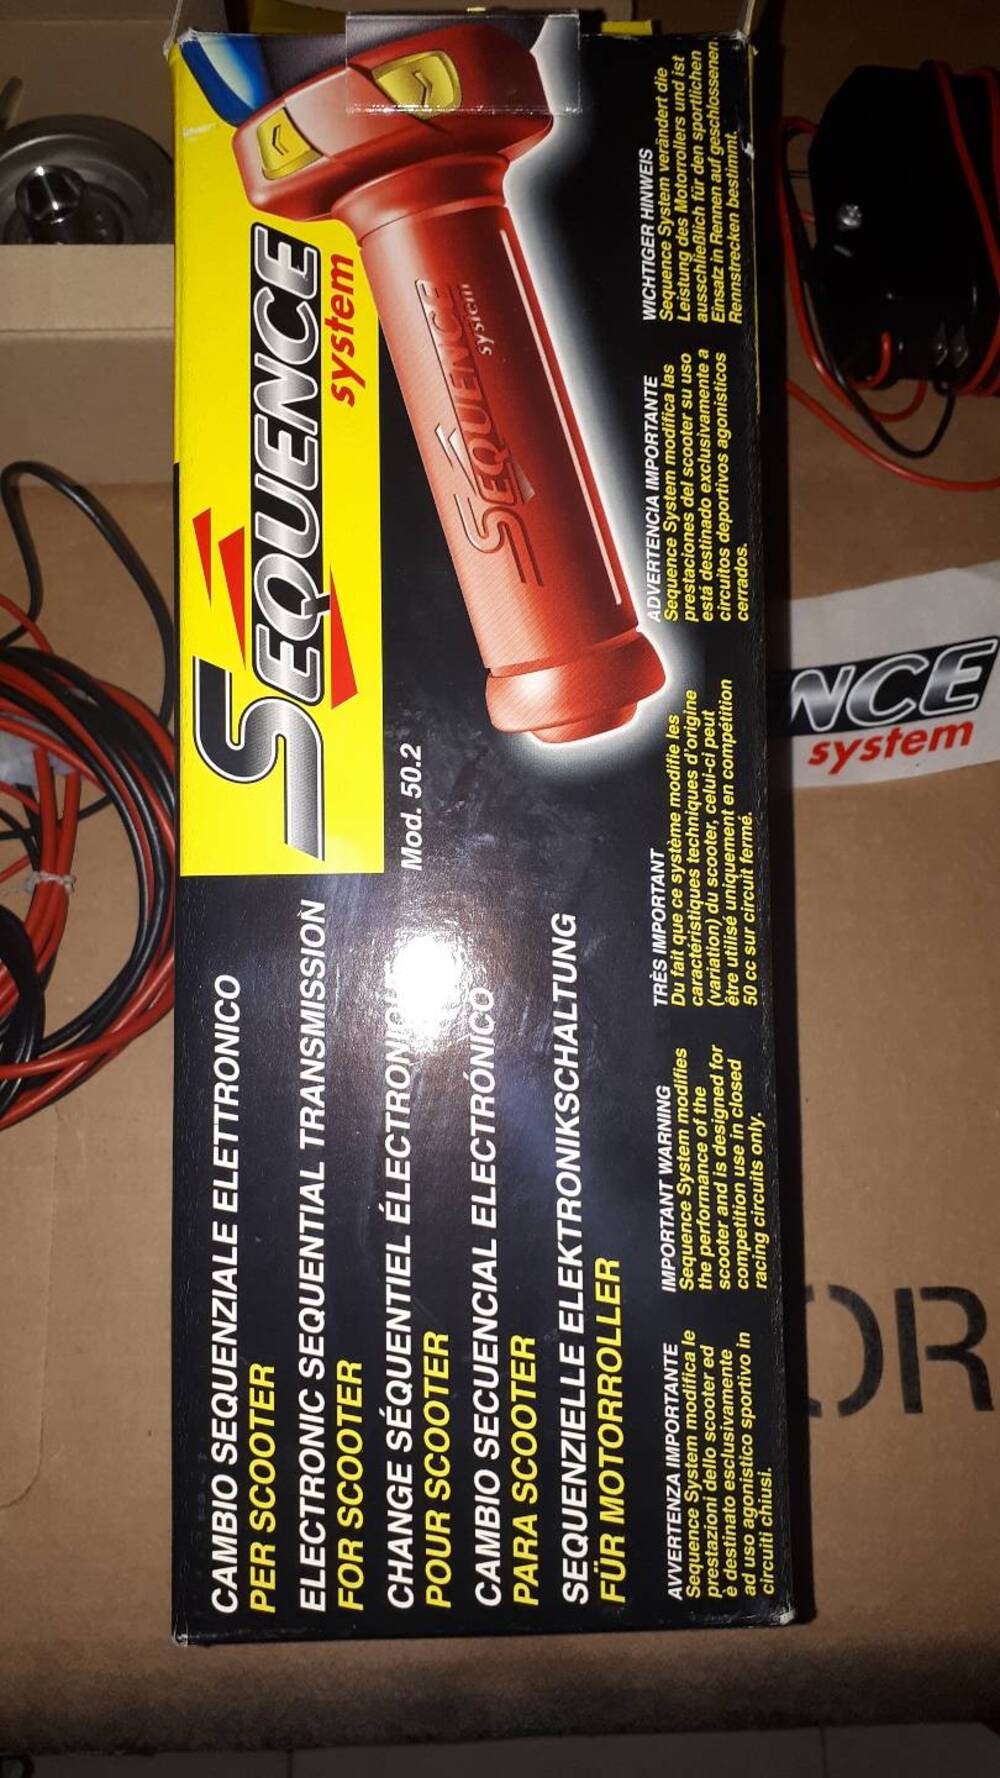 SEQUENCE
system
SEQUENCE
system
Mod. 50.2
CAMBIO SEQUENZIALE ELETTRONICO
PER SCOOTER
ELECTRONIC SEQUENTIAL TRANSMISSION
FOR SCOOTER
CHANGE SÉQUENTIEL
POUR SCOOTER
CAMBIO SECUENCIAL ELECTRÓNICO
PARA SCOOTER
SEQUENZIELLE ELEKTRONIKSCHALTUNG
FÜR MOTORROLLER
AVVERTENZA IMPORTANTE
Sequence System modifica le
prestazioni dello scooter ed
è destinato esclusivamente
ad uso agonistico sportivo in
circuiti chiusi.
IMPORTANT WARNING
Sequence System modifies
the performance of the
scooter and is designed for
competition use in closed
racing circuits only.
TRÈS IMPORTANT
Du fait que ce système modifie les
caractéristiques techniques d'origine
(variation) du scooter, celui-ci peut
être utilisé uniquement en compétition
50 cc sur circuit fermé.
ADVERTENCIA IMPORTANTE
Sequence System modifica las
prestaciones del scooter su uso
está destinado exclusivamente a
circuitos deportivos agonisticos
cerrados.
WICHTIGER HINWEIS
Sequence System verändert die
Leistung des Motorrollers und ist
ausschließlich für den sportlichen
Einsatz in Rennen auf geschlossenen
Rennstrecken bestimmt.
NCE
system
OR